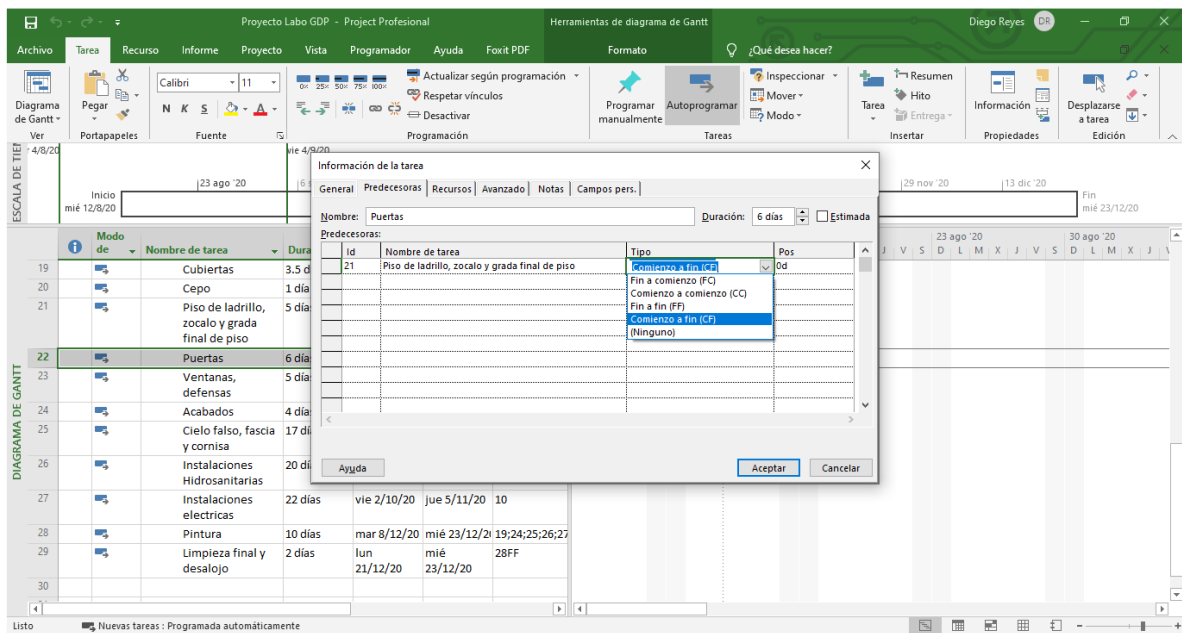 Proyecto Labo GDP - Project Profesional
Herramientas de diagrama de Gantt
Diego Reyes
DR
Archivo Tarea Recurso Informe Proyecto Vista Programador Ayuda Foxit PDF Formato ¿Qué desea hacer?
Diagrama de Gantt
Ver
Pegar
Portapapeles
Calibri 11
N K S A
Fuente
0× 25× 50× 75× 100×
Actualizar según programación
Respetar vínculos
Desactivar
Programación
Programar manualmente
Autoprogramar
Inspeccionar
Mover
Modo
Tareas
Tarea
Resumen
Hito
Entrega
Insertar
Información
Propiedades
Desplazarse a tarea
Edición
ESCALA DE TIEM
4/8/20
vie 4/9/20
23 ago '20
29 nov '20
13 dic '20
Inicio
mié 12/8/20
Fin
mié 23/12/20
Información de la tarea
General Predecesoras Recursos Avanzado Notas Campos pers.
Nombre: Puertas Duración: 6 días Estimada
Predecesoras:
Id Nombre de tarea Tipo Pos
21 Piso de ladrillo, zocalo y grada final de piso Comienzo a fin (CF) 0d
Fin a comienzo (FC)
Comienzo a comienzo (CC)
Fin a fin (FF)
Comienzo a fin (CF)
(Ninguno)
Ayuda Aceptar Cancelar
23 ago '20 30 ago '20
J V S D L M X J V S D L M X J
DIAGRAMA DE GANTT
Modo de Nombre de tarea Dura
19 Cubiertas 3.5 d
20 Cepo 1 día
21 Piso de ladrillo, 5 día
zocalo y grada
final de piso
22 Puertas 6 día
23 Ventanas, 5 día
defensas
24 Acabados 4 día
25 Cielo falso, fascia 17 dí
y cornisa
26 Instalaciones 20 dí
Hidrosanitarias
27 Instalaciones 22 días vie 2/10/20 jue 5/11/20 10
electricas
28 Pintura 10 días mar 8/12/20 mié 23/12/2 19;24;25;26;27
29 Limpieza final y 2 días lun mié 28FF
desalojo 21/12/20 23/12/20
30
Listo Nuevas tareas : Programada automáticamente